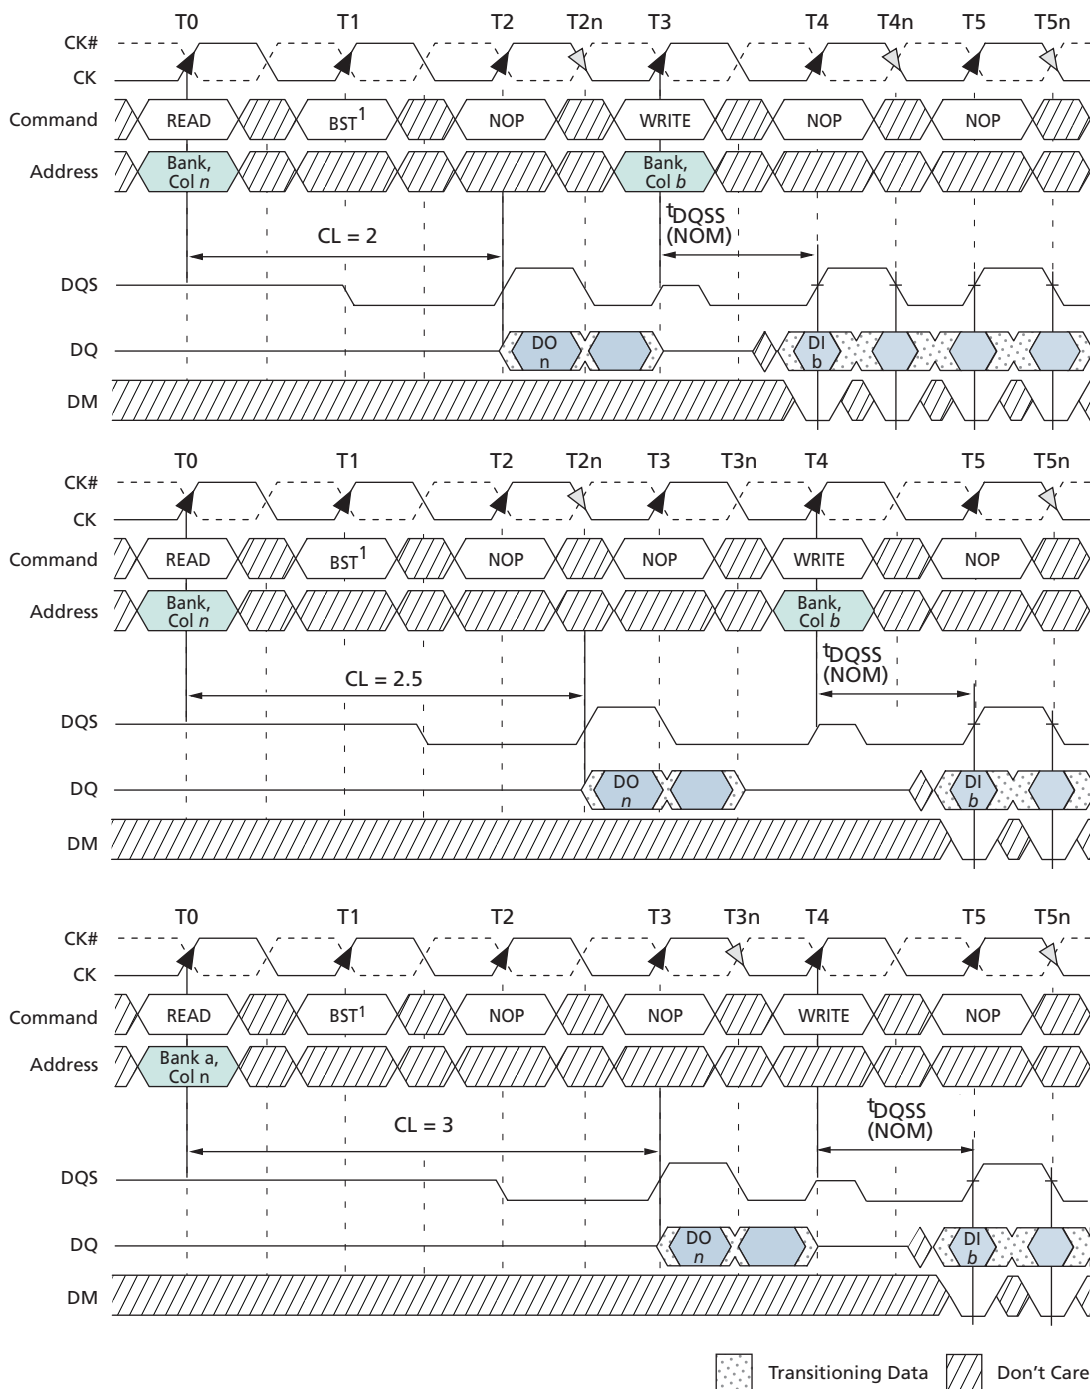 T0 T1 T2 T2n T3 T4 T4n T5 T5n
CK#
CK
Command READ BST1 NOP WRITE NOP NOP
Address Bank, Col n Bank, Col b
CL = 2 tDQSS (NOM)
DQS
DQ DO n DI b
DM
T0 T1 T2 T2n T3 T3n T4 T5 T5n
CK#
CK
Command READ BST1 NOP NOP WRITE NOP
Address Bank, Col n Bank, Col b
CL = 2.5 tDQSS (NOM)
DQS
DQ DO n DI b
DM
T0 T1 T2 T3 T3n T4 T5 T5n
CK#
CK
Command READ BST1 NOP NOP WRITE NOP
Address Bank a, Col n
CL = 3 tDQSS (NOM)
DQS
DQ DO n DI b
DM
Transitioning Data Don't Care